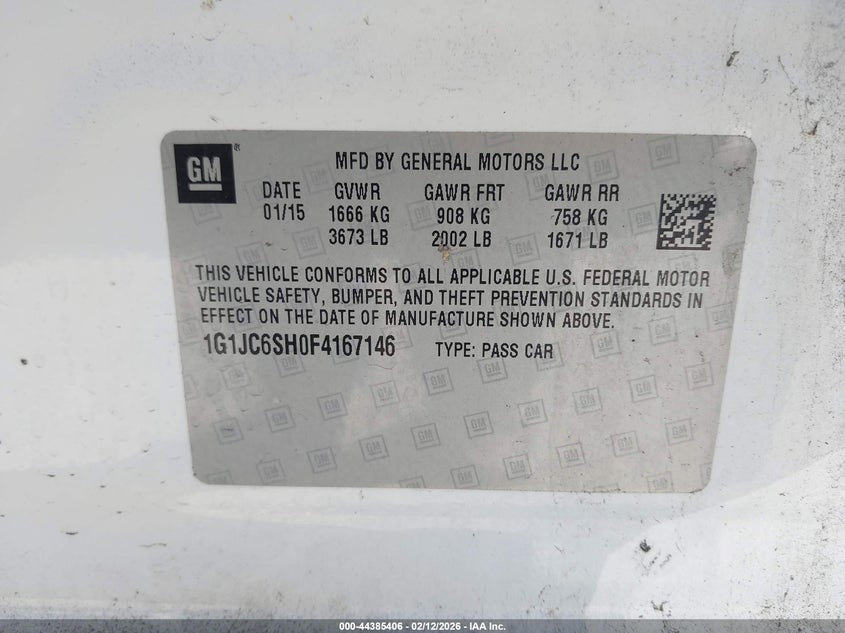 GM ®
MFD BY GENERAL MOTORS LLC
DATE GVWR GAWR FRT GAWR RR
01/15 1666 KG 908 KG 758 KG
3673 LB 2002 LB 1671 LB
THIS VEHICLE CONFORMS TO ALL APPLICABLE U.S. FEDERAL MOTOR
VEHICLE SAFETY, BUMPER, AND THEFT PREVENTION STANDARDS IN
EFFECT ON THE DATE OF MANUFACTURE SHOWN ABOVE.
1G1JC6SH0F4167146 TYPE: PASS CAR
000-44385406 - 02/12/2026 - IAA Inc.